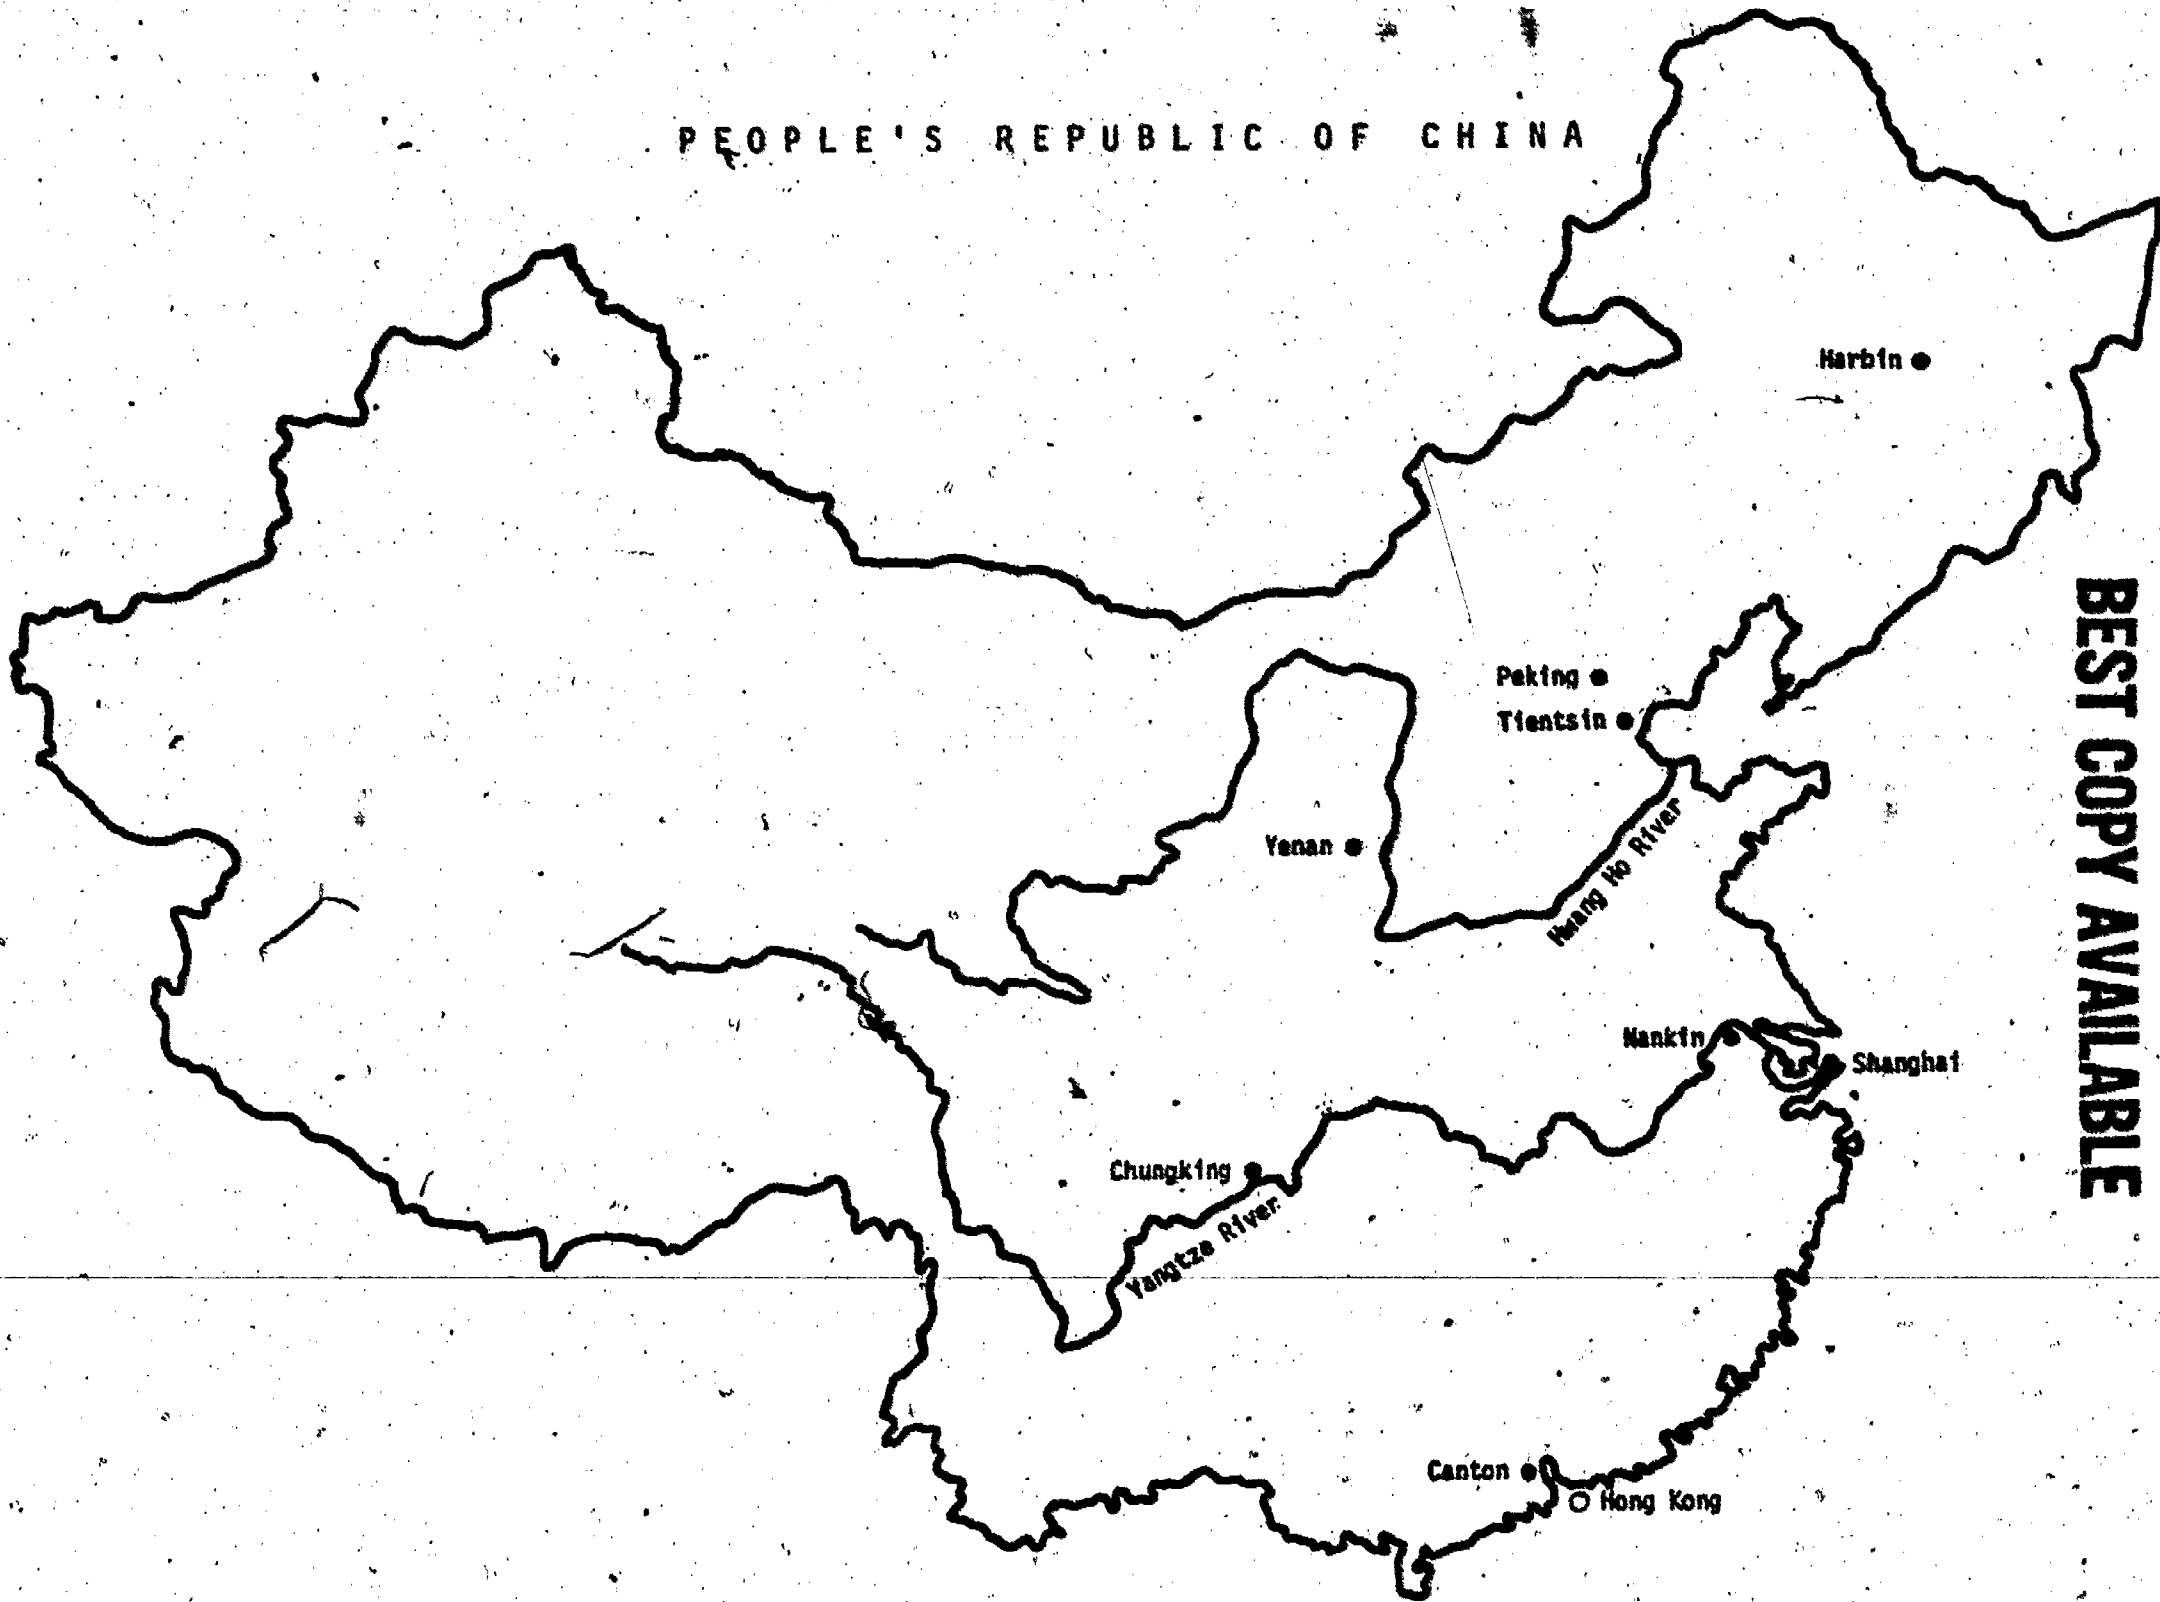 PEOPLE'S REPUBLIC OF CHINA
Harbin
Peking
Tientsin
Yenan
Hwang Ho River
Nankin
Shanghai
Chungking
Yangtze River
Canton
Hong Kong
BEST COPY AVAILABLE